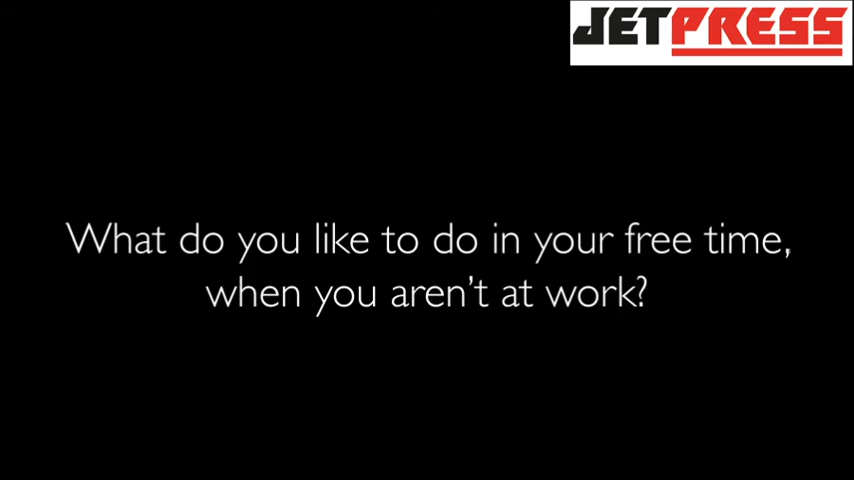 JETPRESS
What do you like to do in your free time,
when you aren't at work?